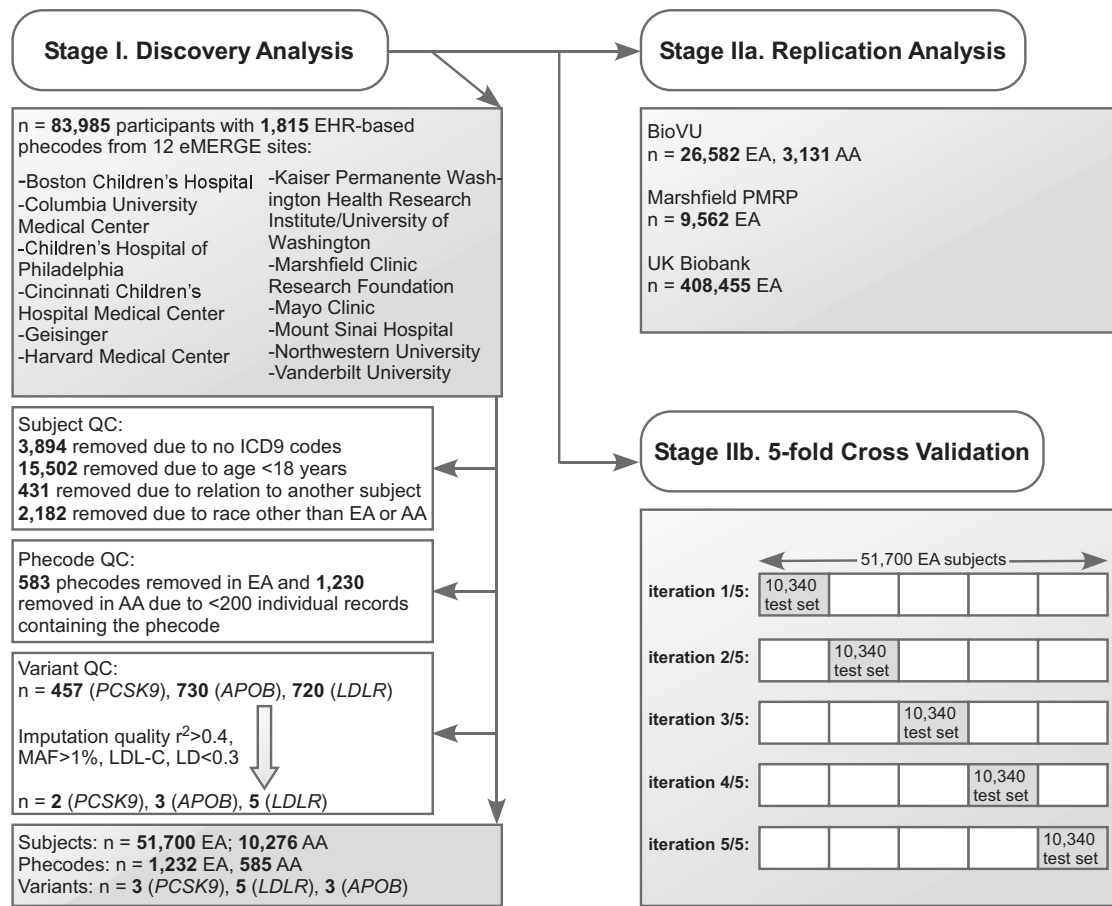 Stage I. Discovery Analysis
n = 83,985 participants with 1,815 EHR-based
phecodes from 12 eMERGE sites:
-Boston Children's Hospital
-Columbia University
Medical Center
-Children's Hospital of
Philadelphia
-Cincinnati Children's
Hospital Medical Center
-Geisinger
-Harvard Medical Center
-Kaiser Permanente Wash-
ington Health Research
Institute/University of
Washington
-Marshfield Clinic
Research Foundation
-Mayo Clinic
-Mount Sinai Hospital
-Northwestern University
-Vanderbilt University
Subject QC:
3,894 removed due to no ICD9 codes
15,502 removed due to age <18 years
431 removed due to relation to another subject
2,182 removed due to race other than EA or AA
Phecode QC:
583 phecodes removed in EA and 1,230
removed in AA due to <200 individual records
containing the phecode
Variant QC:
n = 457 (PCSK9), 730 (APOB), 720 (LDLR)
Imputation quality r²>0.4,
MAF>1%, LDL-C, LD<0.3
n = 2 (PCSK9), 3 (APOB), 5 (LDLR)
Subjects: n = 51,700 EA; 10,276 AA
Phecodes: n = 1,232 EA, 585 AA
Variants: n = 3 (PCSK9), 5 (LDLR), 3 (APOB)
Stage IIa. Replication Analysis
BioVU
n = 26,582 EA, 3,131 AA
Marshfield PMRP
n = 9,562 EA
UK Biobank
n = 408,455 EA
Stage IIb. 5-fold Cross Validation
51,700 EA subjects
iteration 1/5:
10,340
test set
iteration 2/5:
10,340
test set
iteration 3/5:
10,340
test set
iteration 4/5:
10,340
test set
iteration 5/5:
10,340
test set